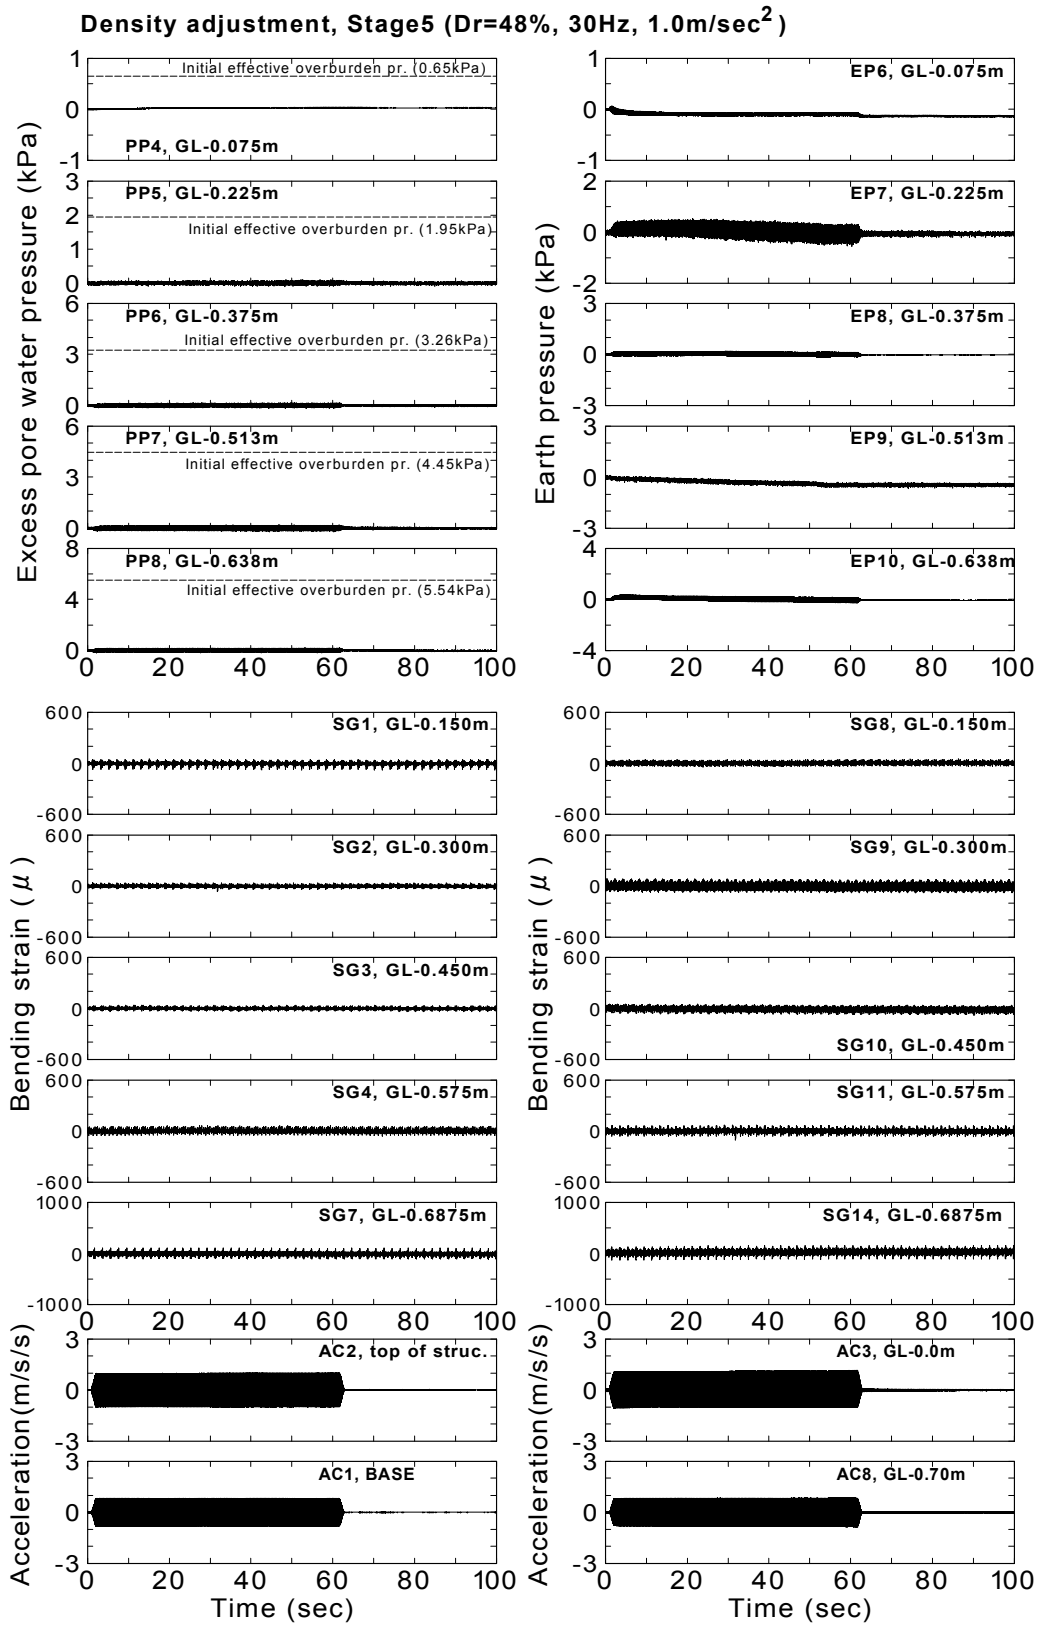 Density adjustment, Stage5 (Dr=48%, 30Hz, 1.0m/sec²)
Excess pore water pressure (kPa)
1
0
-1
Initial effective overburden pr. (0.65kPa)
PP4, GL-0.075m
3
2
1
0
PP5, GL-0.225m
Initial effective overburden pr. (1.95kPa)
6
3
0
PP6, GL-0.375m
Initial effective overburden pr. (3.26kPa)
6
3
0
PP7, GL-0.513m
Initial effective overburden pr. (4.45kPa)
8
4
0
PP8, GL-0.638m
Initial effective overburden pr. (5.54kPa)
0 20 40 60 80 100
Earth pressure (kPa)
1
0
-1
EP6, GL-0.075m
2
0
-2
EP7, GL-0.225m
3
0
-3
EP8, GL-0.375m
3
0
-3
EP9, GL-0.513m
4
0
-4
EP10, GL-0.638m
0 20 40 60 80 100
Bending strain (μ)
600
0
-600
SG1, GL-0.150m
600
0
-600
SG2, GL-0.300m
600
0
-600
SG3, GL-0.450m
600
0
-600
SG4, GL-0.575m
1000
0
-1000
SG7, GL-0.6875m
0 20 40 60 80 100
Bending strain (μ)
600
0
-600
SG8, GL-0.150m
600
0
-600
SG9, GL-0.300m
600
0
-600
SG10, GL-0.450m
600
0
-600
SG11, GL-0.575m
1000
0
-1000
SG14, GL-0.6875m
0 20 40 60 80 100
Acceleration(m/s/s)
3
0
-3
AC2, top of struc.
3
0
-3
AC1, BASE
0 20 40 60 80 100
Time (sec)
Acceleration(m/s/s)
3
0
-3
AC3, GL-0.0m
3
0
-3
AC8, GL-0.70m
0 20 40 60 80 100
Time (sec)